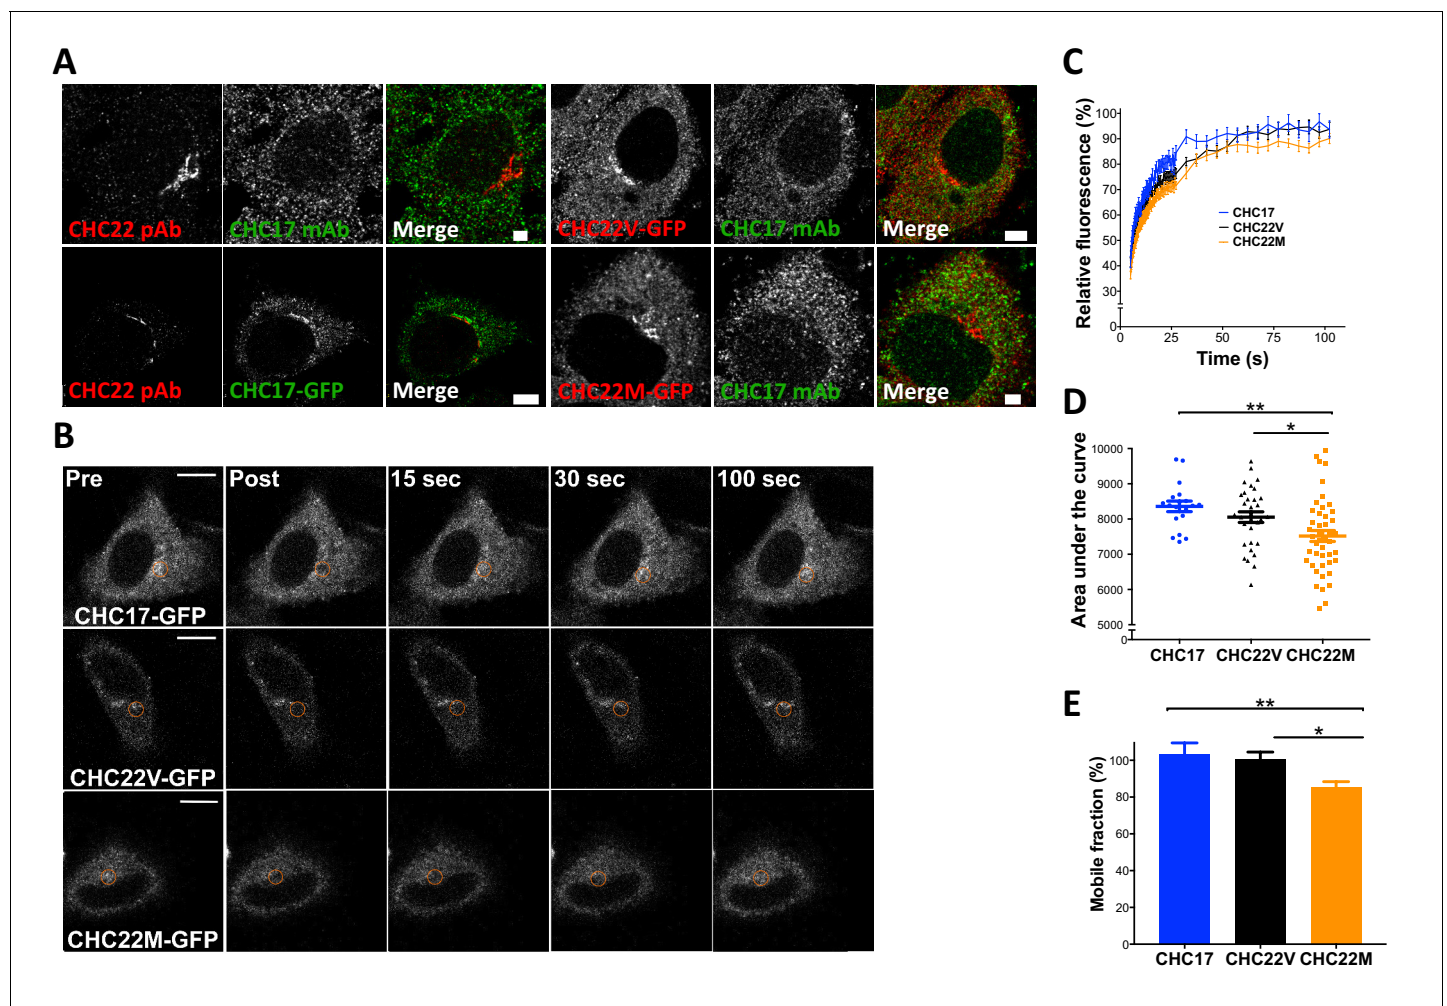 A
CHC22 pAb
CHC17 mAb
Merge
CHC22V-GFP
CHC17 mAb
Merge
CHC22 pAb
CHC17-GFP
Merge
CHC22M-GFP
CHC17 mAb
Merge
B
Pre
Post
15 sec
30 sec
100 sec
CHC17-GFP
CHC22V-GFP
CHC22M-GFP
C
Relative fluorescence (%)
100
90
80
70
60
50
40
30
0
0
25
50
75
100
Time (s)
CHC17
CHC22V
CHC22M
D
**
*
Area under the curve
10000
9000
8000
7000
6000
5000
0
CHC17 CHC22V CHC22M
E
**
*
Mobile fraction (%)
100
80
60
40
20
0
CHC17 CHC22V CHC22M